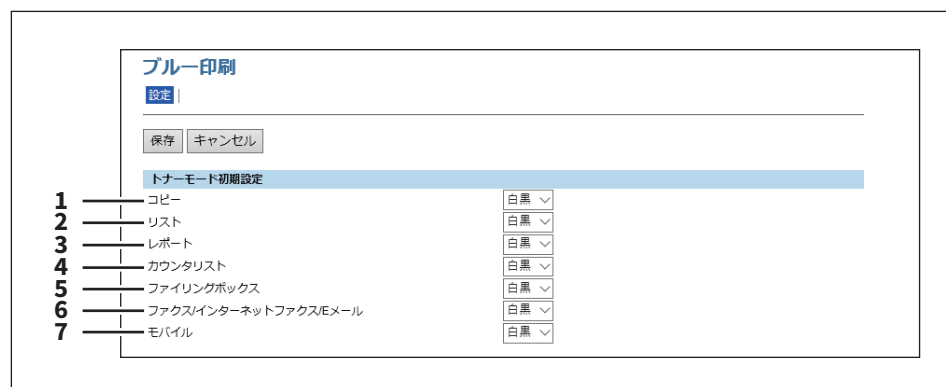 ブルー印刷
設定 |
保存 キャンセル
トナーモード初期設定
1 コピー 白黒
2 リスト 白黒
3 レポート 白黒
4 カウンタリスト 白黒
5 ファイリングボックス 白黒
6 ファクス/インターネットファクス/Eメール 白黒
7 モバイル 白黒